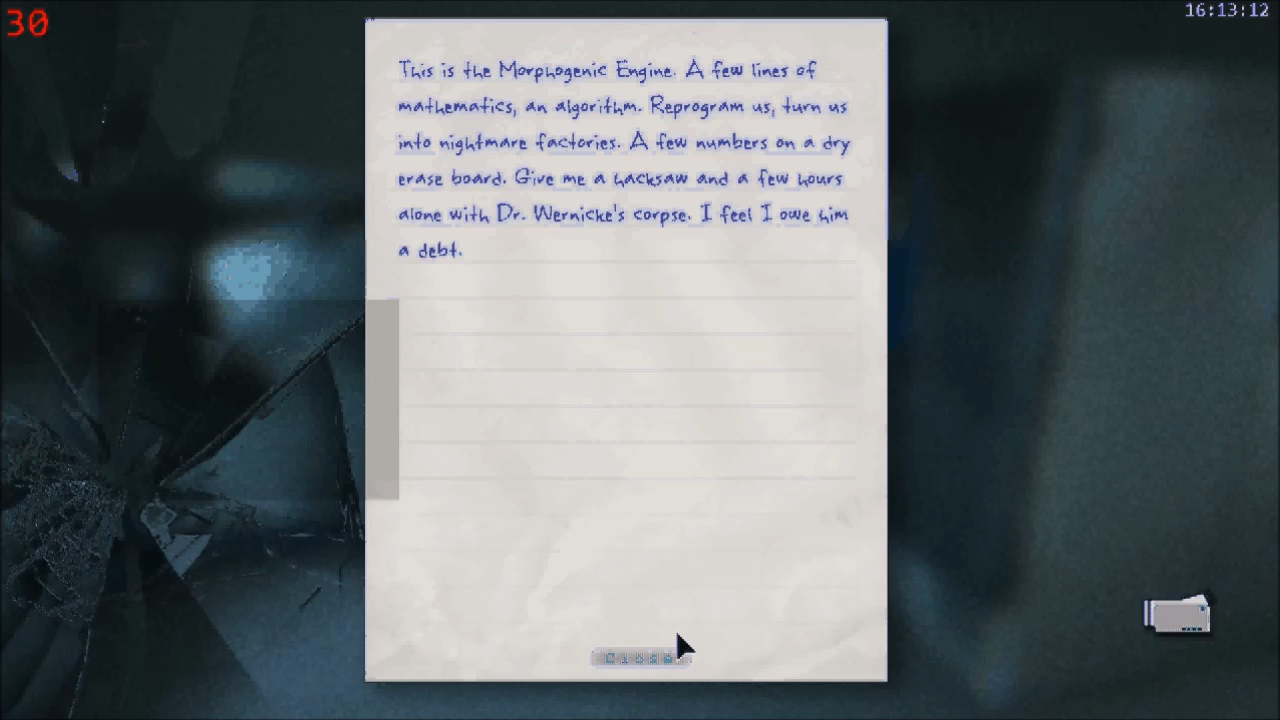 30
16:13:12
This is the Morphogenic Engine. A few lines of
mathematics, an algorithm. Reprogram us, turn us
into nightmare factories. A few numbers on a dry
erase board. Give me a hacksaw and a few hours
alone with Dr. Wernicke's corpse. I feel I owe him
a debt.
Close